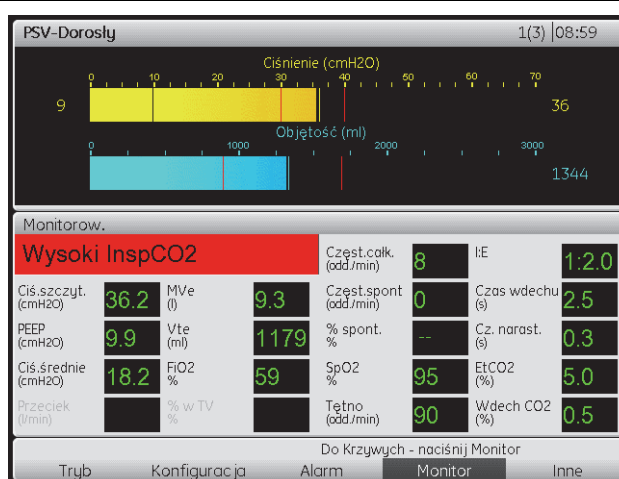 PSV-Dorosły 1(3) 08:59
Ciśnienie (cmH2O)
0 10 20 30 40 50 60 70
9 36
Objętość (ml)
0 1000 2000 3000
1344
Monitorow.
Wysoki InspCO2
Częst.całk. (odd./min) 8 I:E 1:2.0
Ciś.szczyt. (cmH2O) 36.2 MVe (l) 9.3 Częst.spont (odd./min) 0 Czas wdechu (s) 2.5
PEEP (cmH2O) 9.9 Vte (ml) 1179 % spont. % -- Cz. narast. (s) 0.3
Ciś.średnie (cmH2O) 18.2 FiO2 % 59 SpO2 % 95 EtCO2 (%) 5.0
Przeciek (l/min) % w TV % Tętno (odd./min) 90 Wdech CO2 (%) 0.5
Do Krzywych - naciśnij Monitor
Tryb Konfiguracja Alarm Monitor Inne